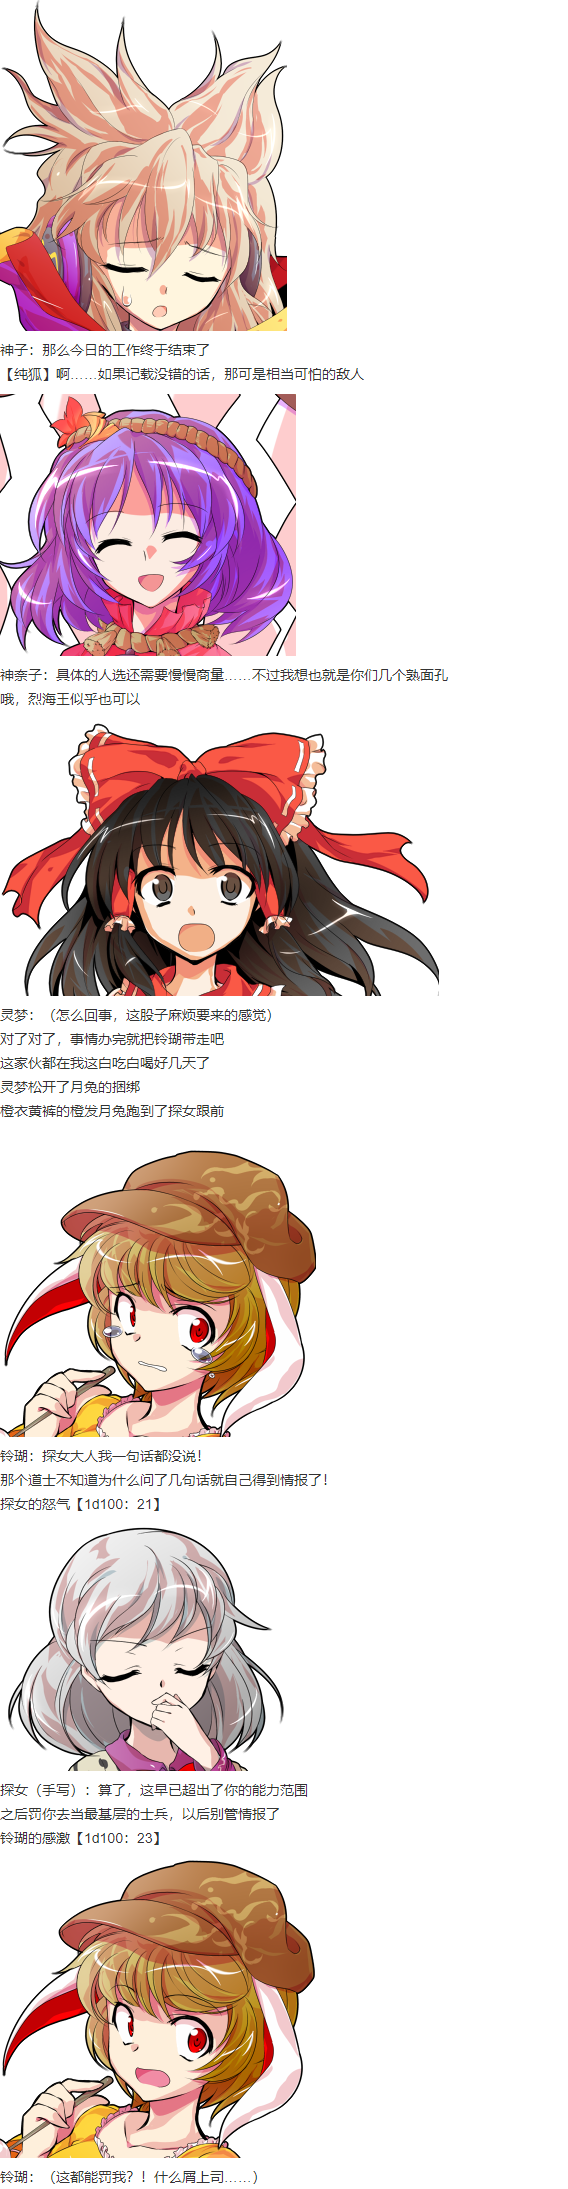 神子：那么今日的工作终于结束了
【纯狐】啊……如果记载没错的话，那可是相当可怕的敌人
神奈子：具体的人选还需要慢慢商量……不过我想也就是你们几个熟面孔
哦，烈海王似乎也可以
灵梦：（怎么回事，这股子麻烦要来的感觉）
对了对了，事情办完就把铃瑚带走吧
这家伙都在我这白吃白喝好几天了
灵梦松开了月兔的捆绑
橙衣黄裤的橙发月兔跑到了探女跟前
铃瑚：探女大人我一句话都没说！
那个道士不知道为什么问了几句话就自己得到情报了！
探女的怒气【1d100：21】
探女（手写）：算了，这早已超出了你的能力范围
之后罚你去当最基层的士兵，以后别管情报了
铃瑚的感激【1d100：23】
铃瑚：（这都能罚我？！什么屑上司……）